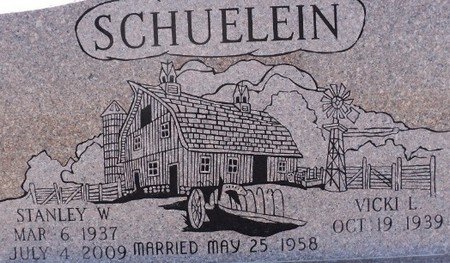 SCHUELEIN
STANLEY W.
MAR 6, 1937
JULY 4, 2009
MARRIED MAY 25, 1958
VICKI L.
OCT 19, 1939